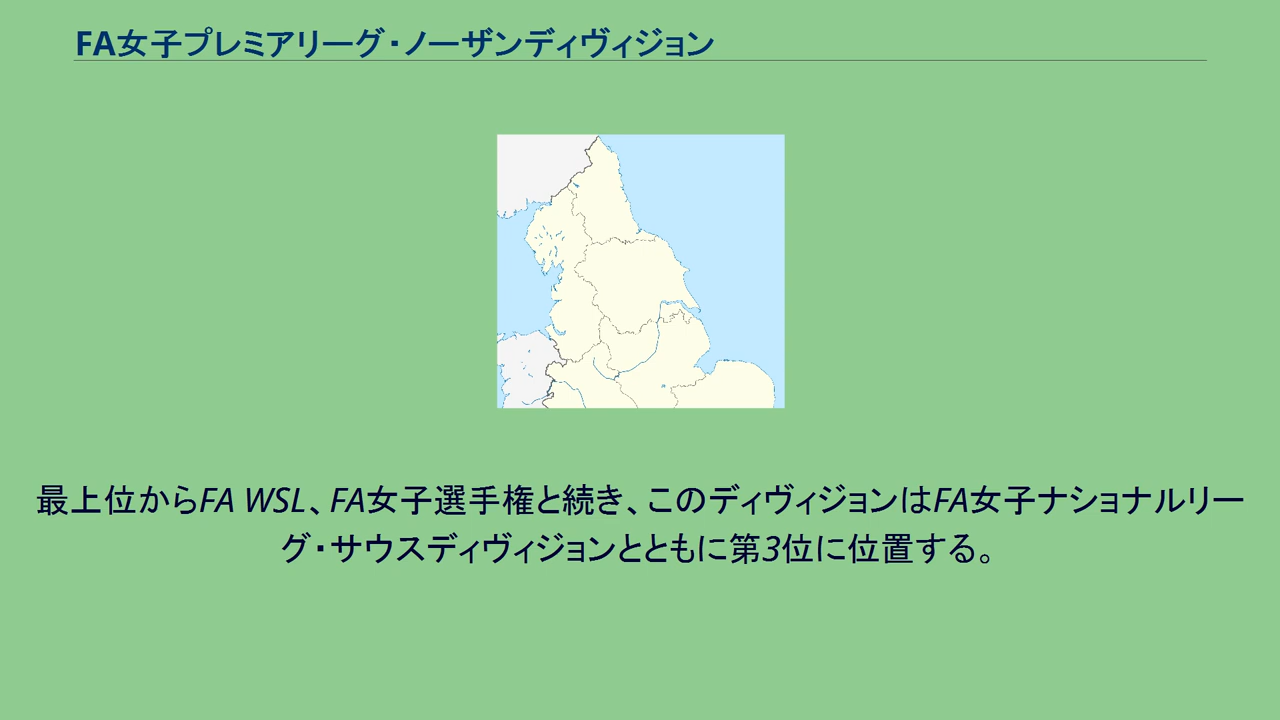 FA女子プレミアリーグ・ノーザンディヴィジョン
最上位からFA WSL、FA女子選手権と続き、このディヴィジョンはFA女子ナショナルリー
グ・サウスディヴィジョンとともに第3位に位置する。